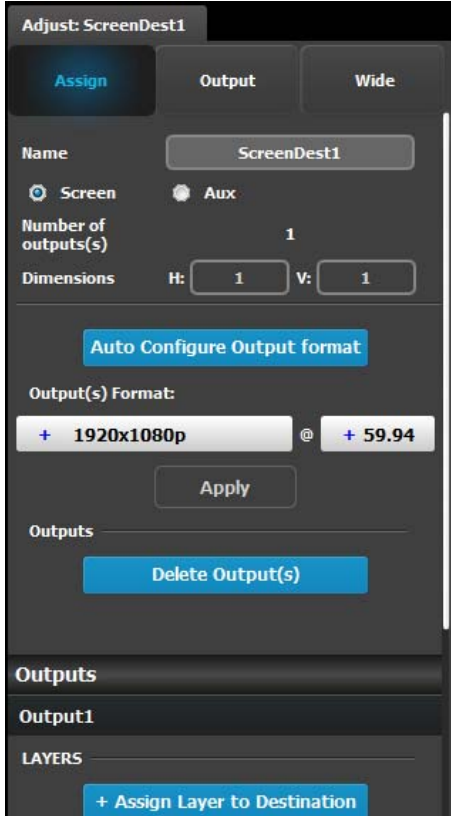 Adjust: ScreenDest1
Assign Output Wide
Name ScreenDest1
Screen Aux
Number of
outputs(s) 1
Dimensions H: 1 V: 1
Auto Configure Output format
Output(s) Format:
+ 1920x1080p @ + 59.94
Apply
Outputs
Delete Output(s)
Outputs
Output1
LAYERS
+ Assign Layer to Destination